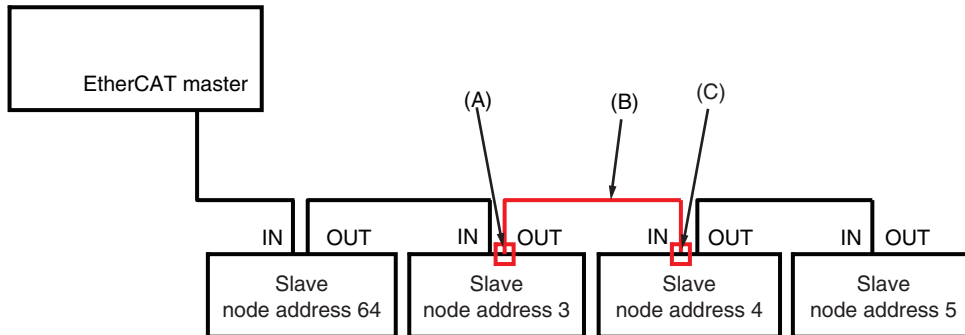 EtherCAT master
(A)
(B)
(C)
IN OUT IN OUT IN OUT IN OUT
Slave
node address 64
Slave
node address 3
Slave
node address 4
Slave
node address 5